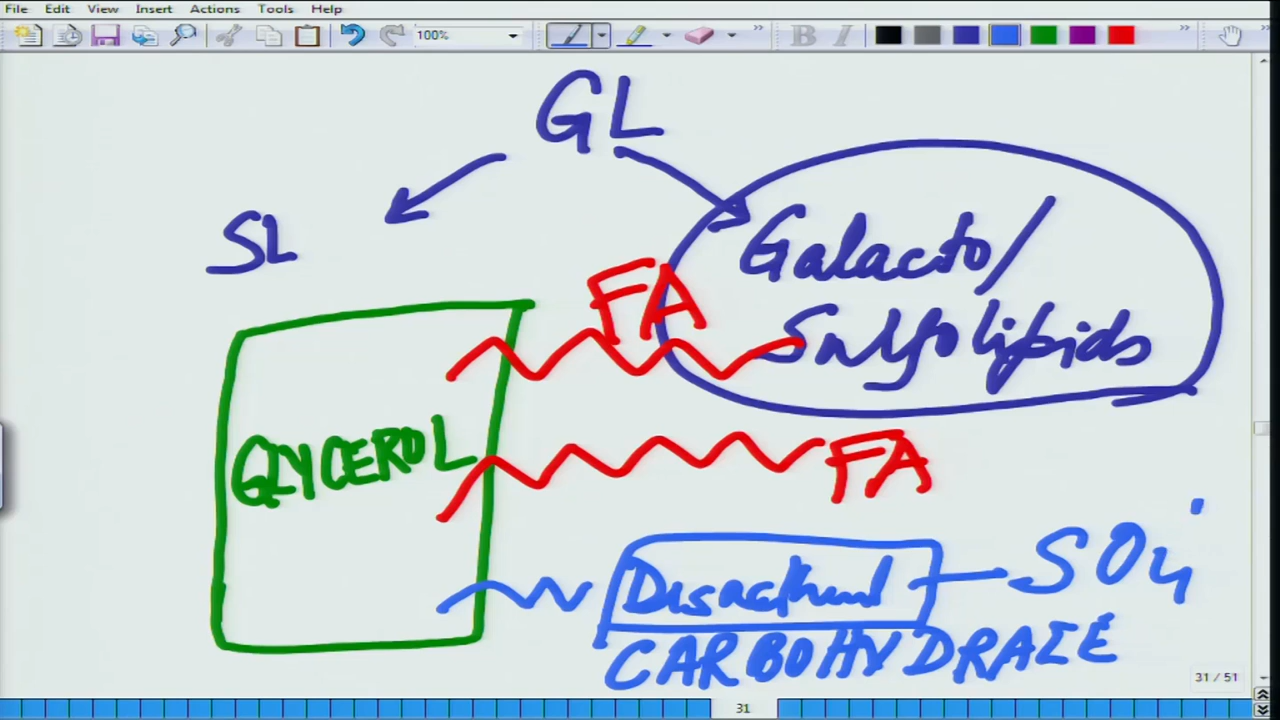 File Edit View Insert Actions Tools Help
100%
GL
SL
Galacto/
Sulfolipids
FA
GLYCEROL
FA
SO4
CARBOHYDRATE
31 / 51
31